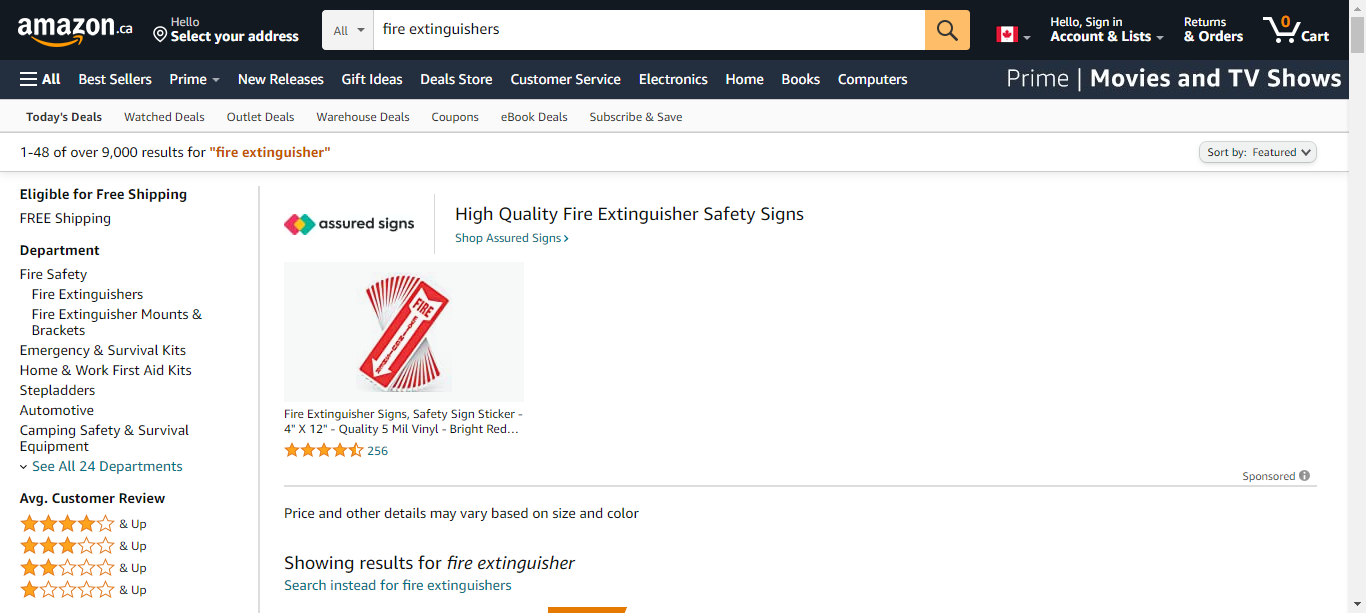 amazon.ca
Hello
Select your address
All
fire extinguishers
Hello, Sign in
Account & Lists
Returns
& Orders
0
Cart
All
Best Sellers
Prime
New Releases
Gift Ideas
Deals Store
Customer Service
Electronics
Home
Books
Computers
Prime | Movies and TV Shows
Today's Deals
Watched Deals
Outlet Deals
Warehouse Deals
Coupons
eBook Deals
Subscribe & Save
1-48 of over 9,000 results for "fire extinguisher"
Sort by: Featured
Eligible for Free Shipping
FREE Shipping
Department
Fire Safety
Fire Extinguishers
Fire Extinguisher Mounts &
Brackets
Emergency & Survival Kits
Home & Work First Aid Kits
Stepladders
Automotive
Camping Safety & Survival
Equipment
See All 24 Departments
Avg. Customer Review
& Up
& Up
& Up
& Up
assured signs
High Quality Fire Extinguisher Safety Signs
Shop Assured Signs
FIRE
Fire Extinguisher Signs, Safety Sign Sticker -
4" X 12" - Quality 5 Mil Vinyl - Bright Red...
256
Sponsored
Price and other details may vary based on size and color
Showing results for fire extinguisher
Search instead for fire extinguishers